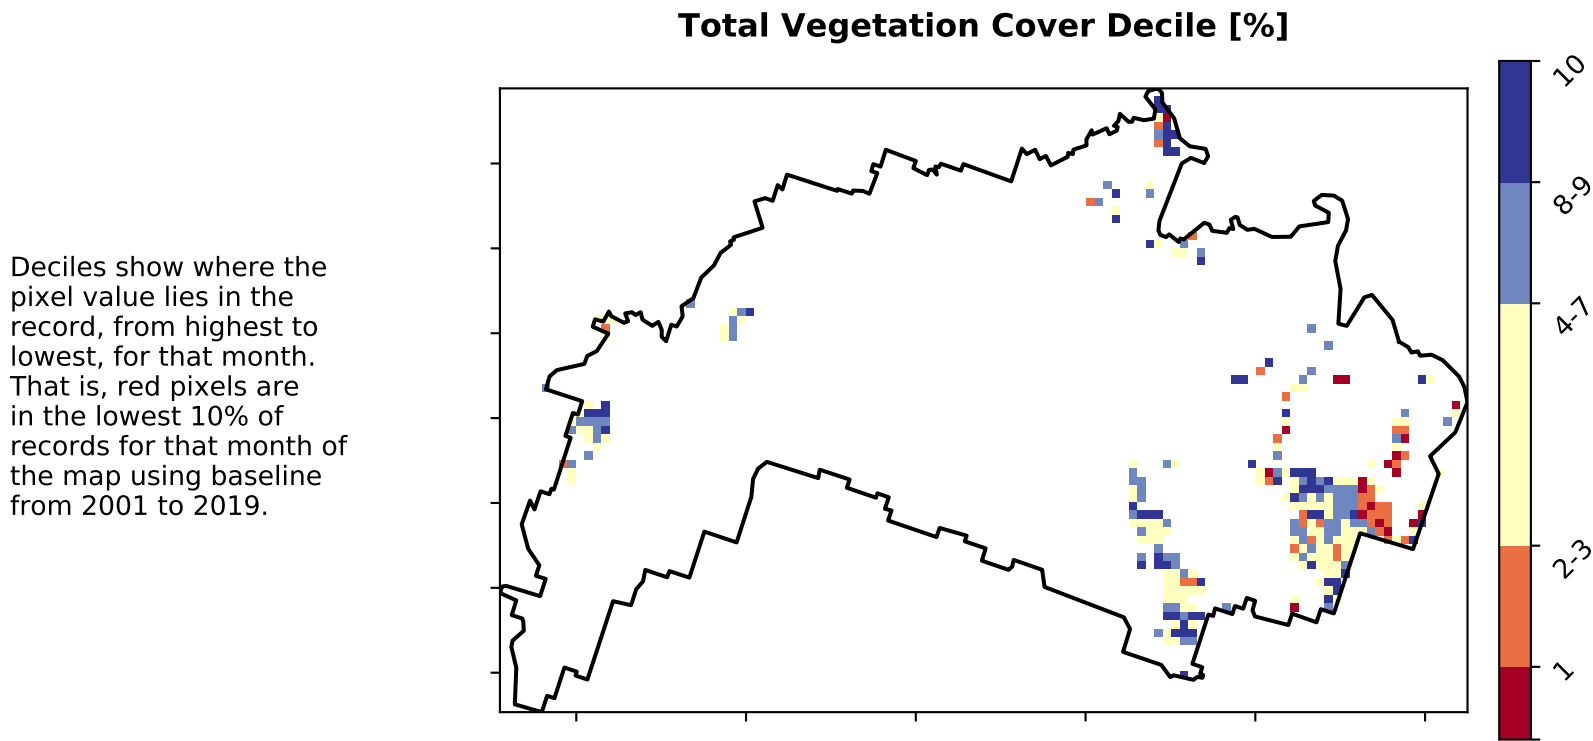 Total Vegetation Cover Decile [%]
Deciles show where the
pixel value lies in the
record, from highest to
lowest, for that month.
That is, red pixels are
in the lowest 10% of
records for that month of
the map using baseline
from 2001 to 2019.
10
8-9
4-7
2-3
1